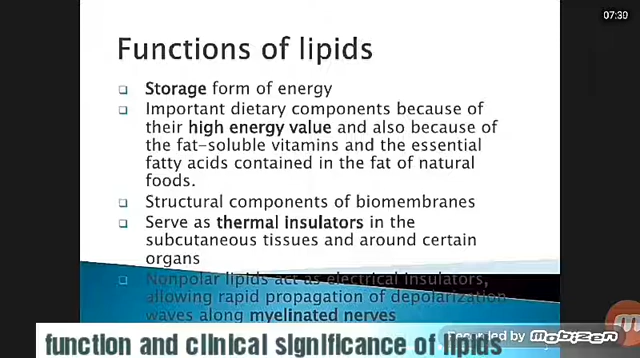 07:30
Functions of lipids
Storage form of energy
Important dietary components because of
their high energy value and also because of
the fat-soluble vitamins and the essential
fatty acids contained in the fat of natural
foods.
Structural components of biomembranes
Serve as thermal insulators in the
subcutaneous tissues and around certain
organs
Nonpolar lipids act as electrical insulators,
allowing rapid propagation of depolarization
waves along myelinated nerves
function and clinical significance of lipids
Recorded by mobizen